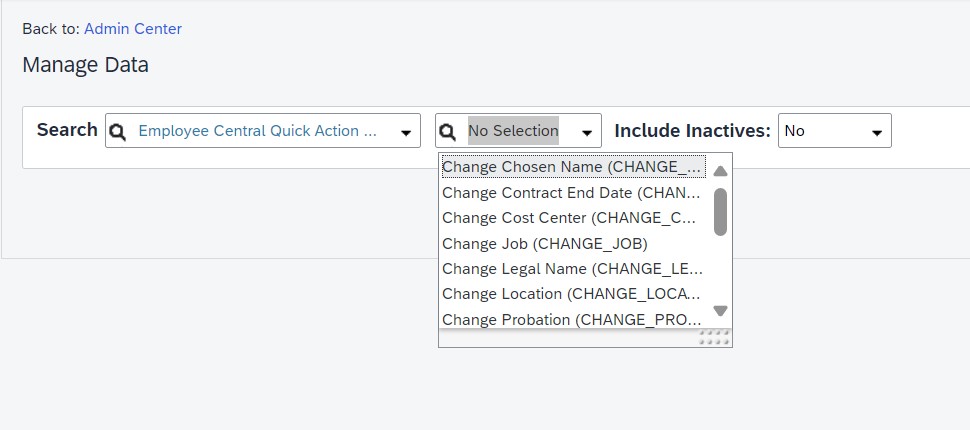 Back to: Admin Center
Manage Data
Search Employee Central Quick Action ... No Selection Include Inactives: No
Change Chosen Name (CHANGE_...
Change Contract End Date (CHAN...
Change Cost Center (CHANGE_C...
Change Job (CHANGE_JOB)
Change Legal Name (CHANGE_LE...
Change Location (CHANGE_LOCA...
Change Probation (CHANGE_PRO...